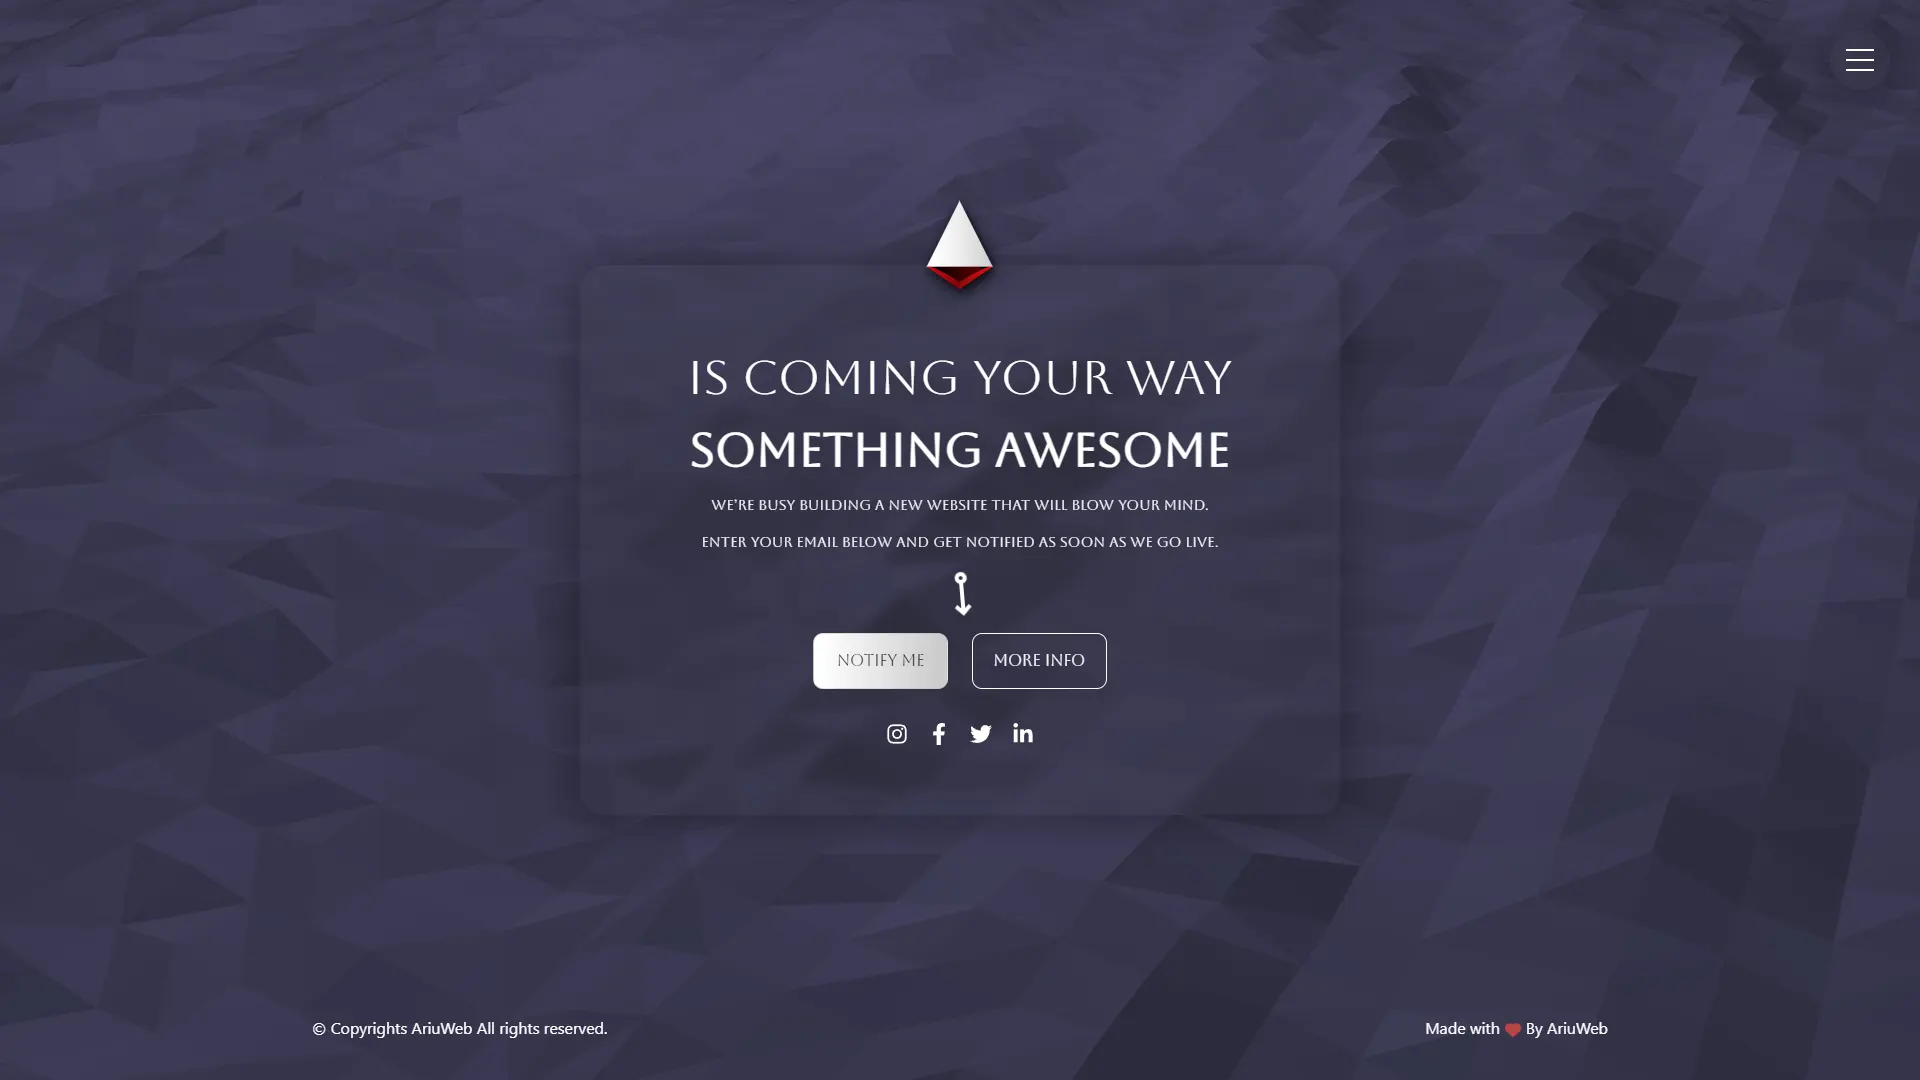 IS COMING YOUR WAY
SOMETHING AWESOME
WE'RE BUSY BUILDING A NEW WEBSITE THAT WILL BLOW YOUR MIND.
ENTER YOUR EMAIL BELOW AND GET NOTIFIED AS SOON AS WE GO LIVE.
NOTIFY ME
MORE INFO
© Copyrights AriuWeb All rights reserved.
Made with ❤ By AriuWeb